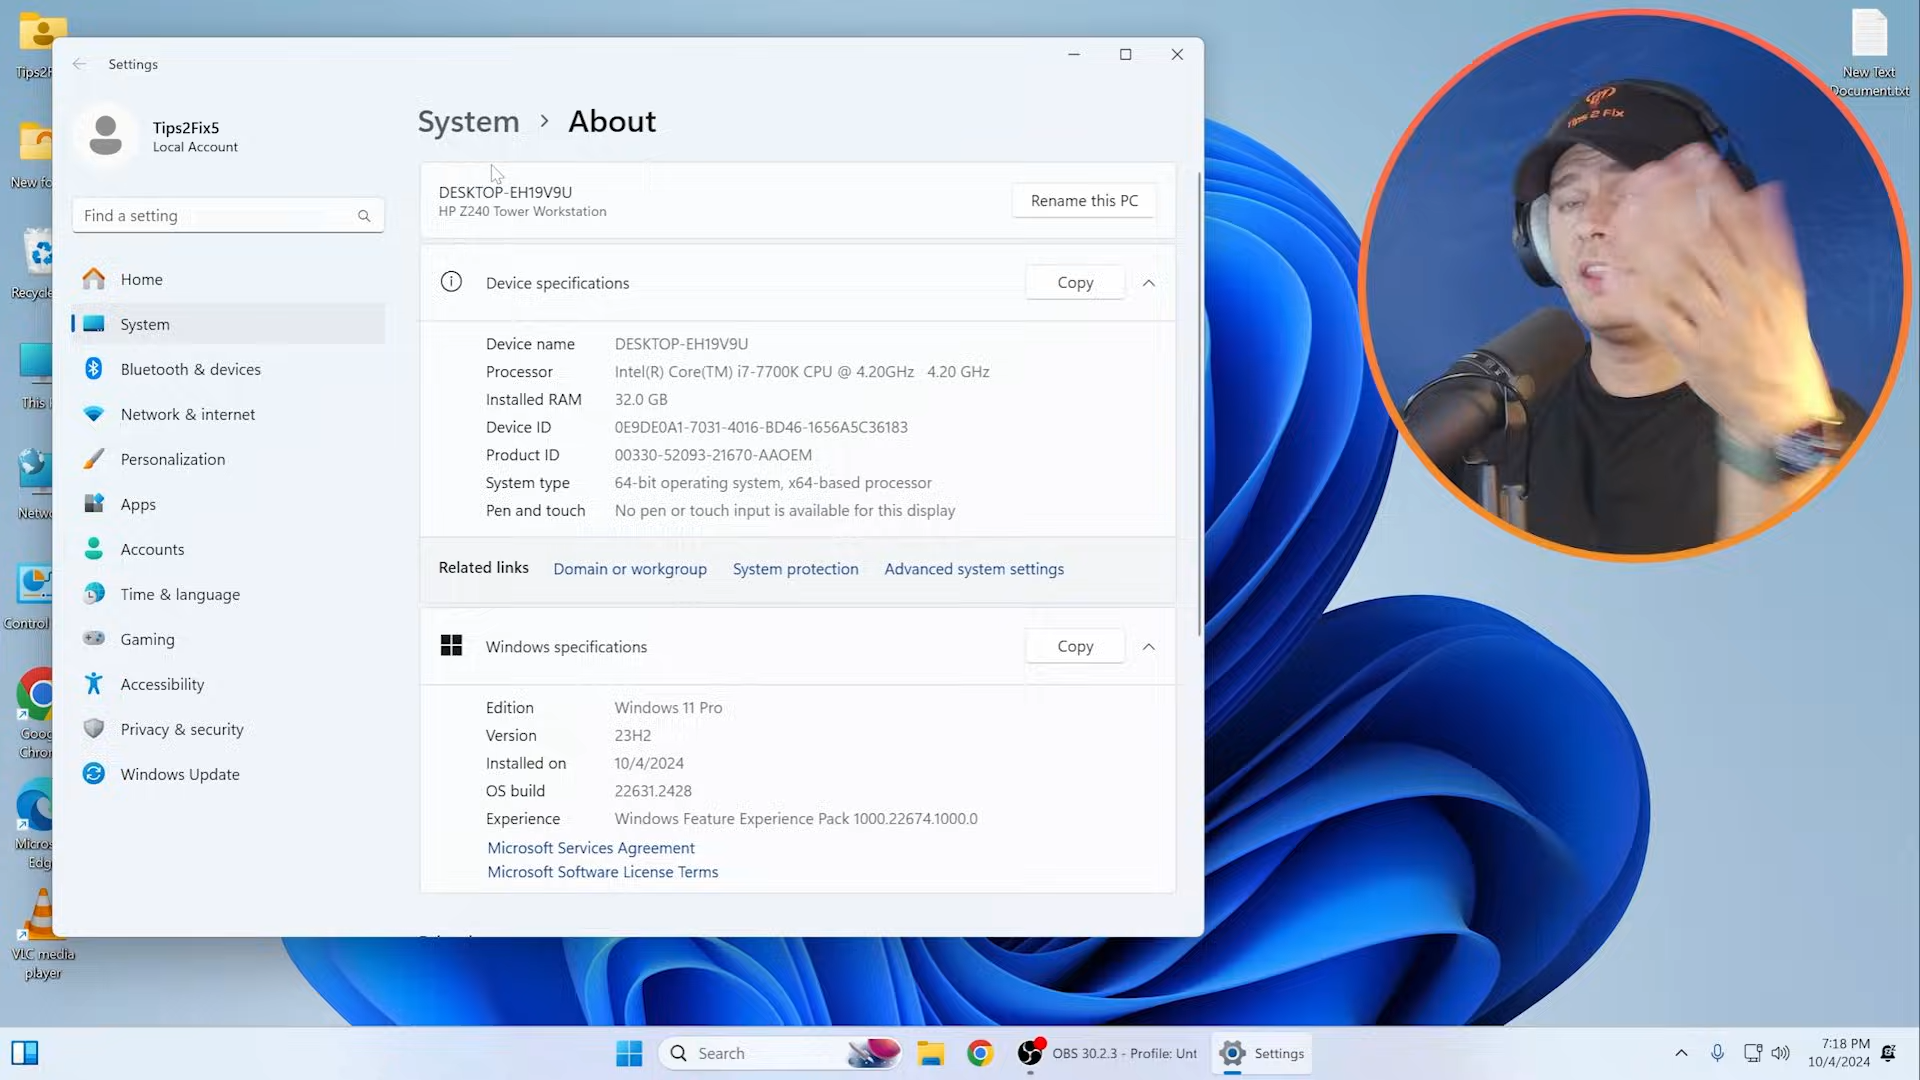 Settings
Tips2Fix5
Local Account
Find a setting
Home
System
Bluetooth & devices
Network & internet
Personalization
Apps
Accounts
Time & language
Gaming
Accessibility
Privacy & security
Windows Update
System > About
DESKTOP-EH19V9U
HP Z240 Tower Workstation
Rename this PC
Device specifications
Copy
Device name DESKTOP-EH19V9U
Processor Intel(R) Core(TM) i7-7700K CPU @ 4.20GHz 4.20 GHz
Installed RAM 32.0 GB
Device ID 0E9DE0A1-7031-4016-BD46-1656A5C36183
Product ID 00330-52093-21670-AAOEM
System type 64-bit operating system, x64-based processor
Pen and touch No pen or touch input is available for this display
Related links Domain or workgroup System protection Advanced system settings
Windows specifications
Copy
Edition Windows 11 Pro
Version 23H2
Installed on 10/4/2024
OS build 22631.2428
Experience Windows Feature Experience Pack 1000.22674.1000.0
Microsoft Services Agreement
Microsoft Software License Terms
Tips2F
New fo
Recycle
This
Netwo
Control
Goog
Chron
Micros
Edg
VLC media
player
Tips 2 Fix
New Text
Document.txt
Search
OBS 30.2.3 - Profile: Unt
Settings
7:18 PM
10/4/2024